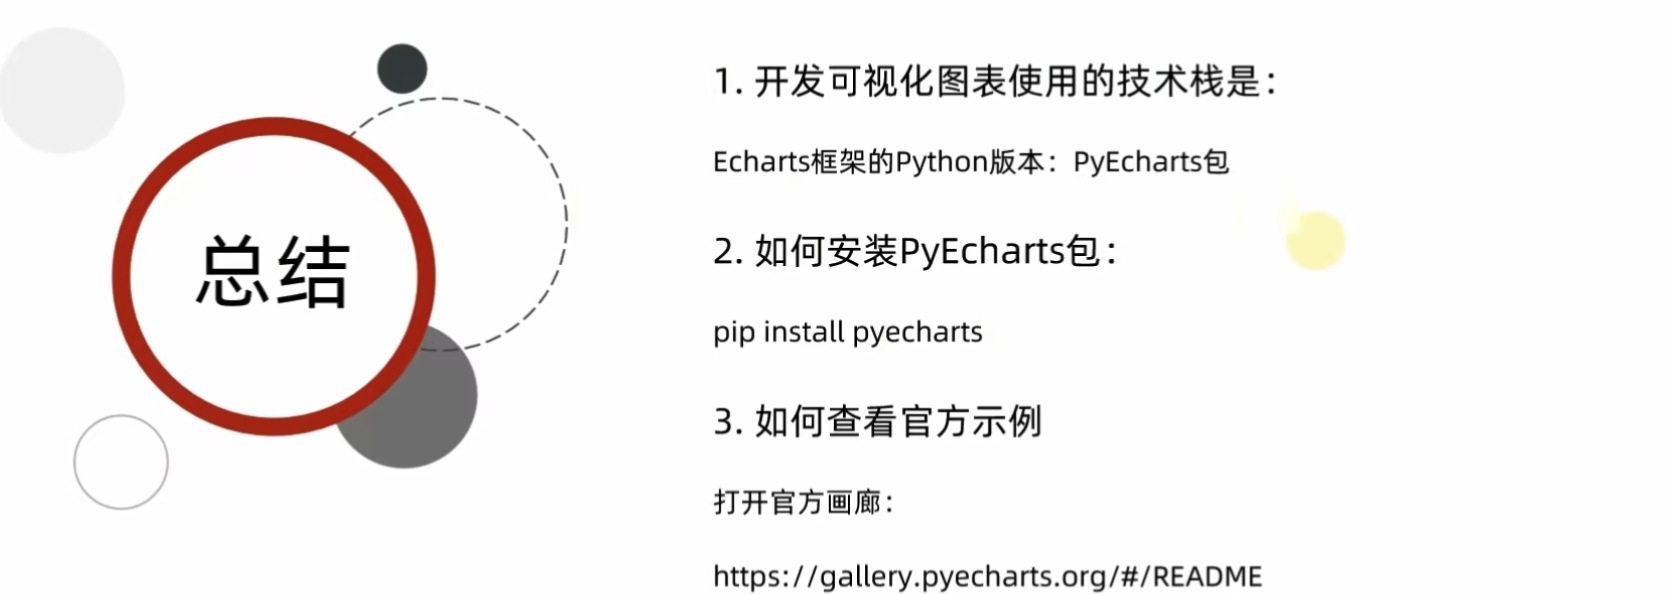 总结
1. 开发可视化图表使用的技术栈是：
Echarts框架的Python版本：PyEcharts包
2. 如何安装PyEcharts包：
pip install pyecharts
3. 如何查看官方示例
打开官方画廊：
https://gallery.pyecharts.org/#/README